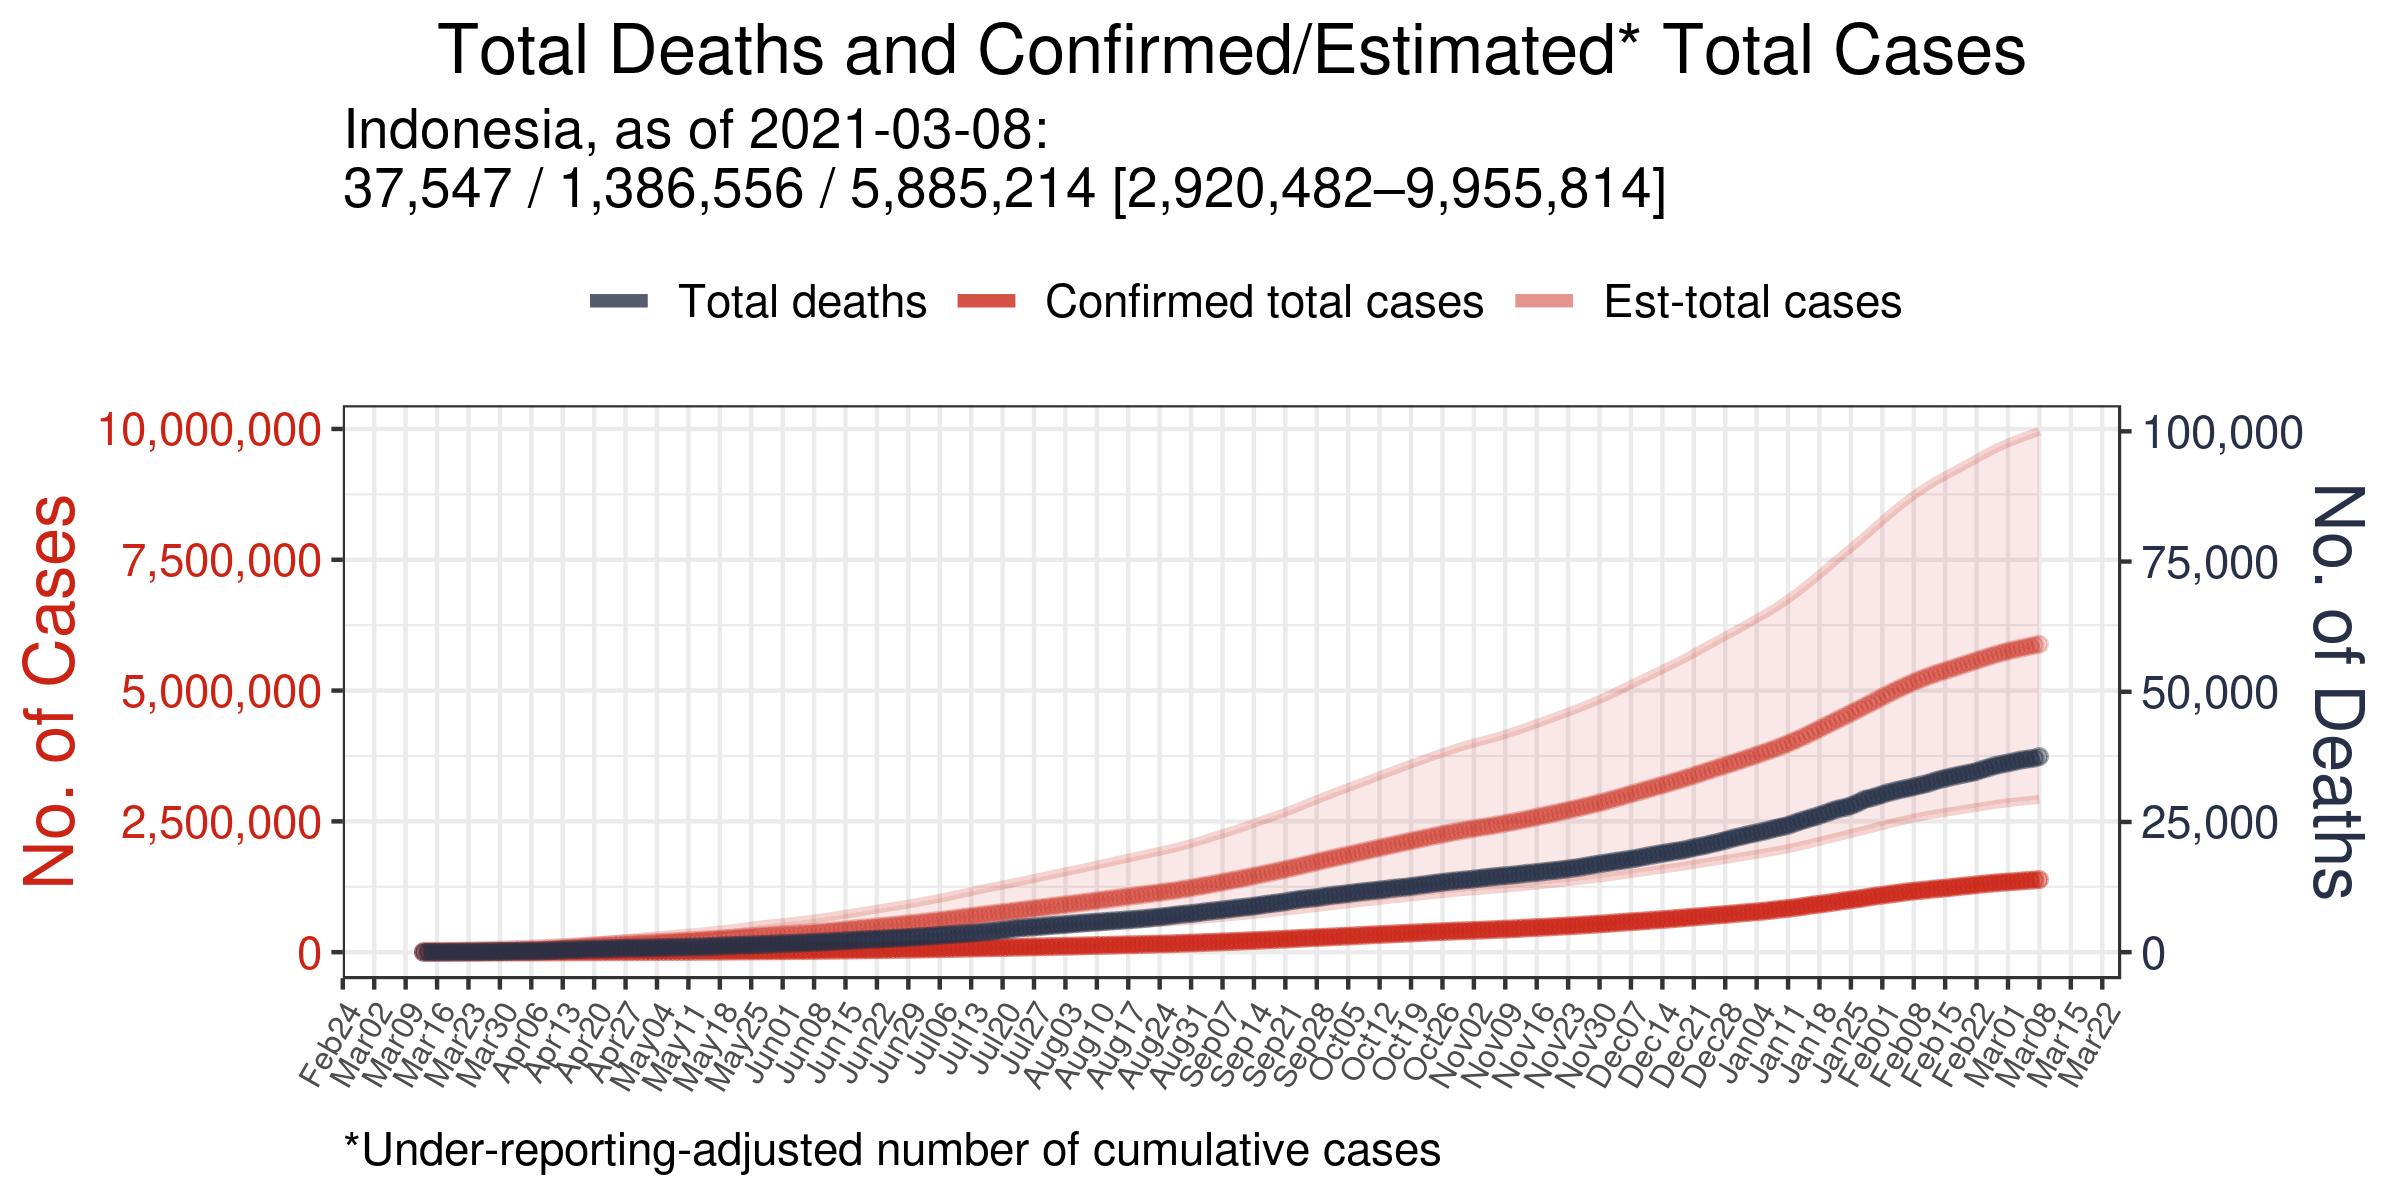 Total Deaths and Confirmed/Estimated* Total Cases
Indonesia, as of 2021-03-08:
37,547 / 1,386,556 / 5,885,214 [2,920,482–9,955,814]
Total deaths
Confirmed total cases
Est-total cases
No. of Cases
10,000,000
7,500,000
5,000,000
2,500,000
0
100,000
75,000
50,000
25,000
0
No. of Deaths
Feb24
Mar02
Mar09
Mar16
Mar23
Mar30
Apr06
Apr13
Apr20
Apr27
May04
May11
May18
May25
Jun01
Jun08
Jun15
Jun22
Jun29
Jul06
Jul13
Jul20
Jul27
Aug03
Aug10
Aug17
Aug24
Aug31
Sep07
Sep14
Sep21
Sep28
Oct05
Oct12
Oct19
Oct26
Nov02
Nov09
Nov16
Nov23
Nov30
Dec07
Dec14
Dec21
Dec28
Jan04
Jan11
Jan18
Jan25
Feb01
Feb08
Feb15
Feb22
Mar01
Mar08
Mar15
Mar22
*Under-reporting-adjusted number of cumulative cases